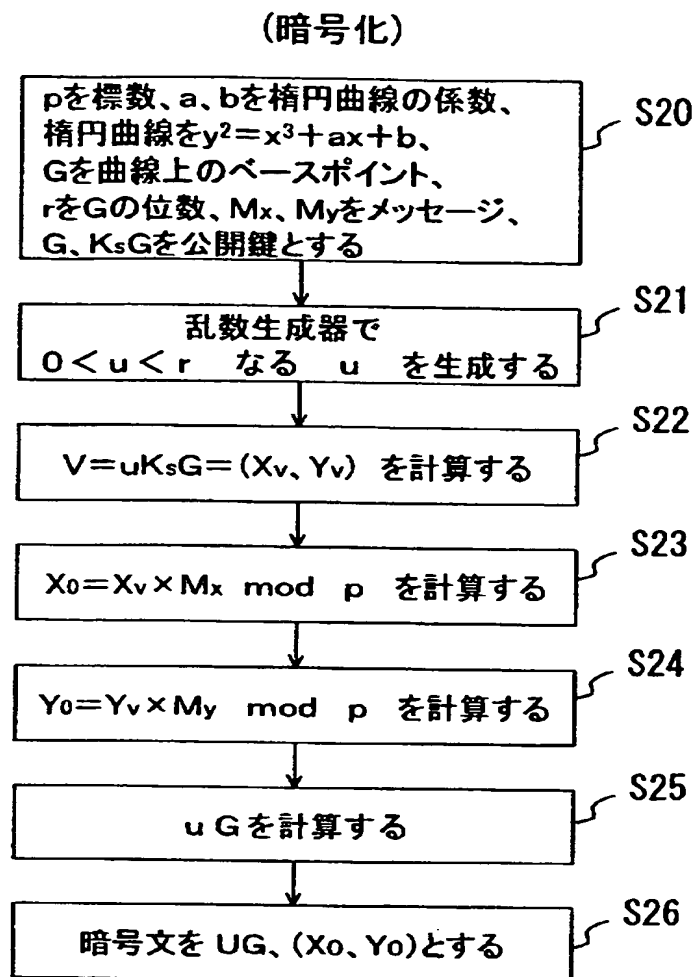 (暗号化)
pを標数、a、bを楕円曲線の係数、
楕円曲線をy²=x³+ax+b、
Gを曲線上のベースポイント、
rをGの位数、Mx、Myをメッセージ、
G、KsGを公開鍵とする
S20
乱数生成器で
0<u<r なる u を生成する
S21
V=uKsG=(Xv、Yv) を計算する
S22
X0=Xv×Mx mod p を計算する
S23
Y0=Yv×My mod p を計算する
S24
uGを計算する
S25
暗号文を UG、(X0、Y0)とする
S26